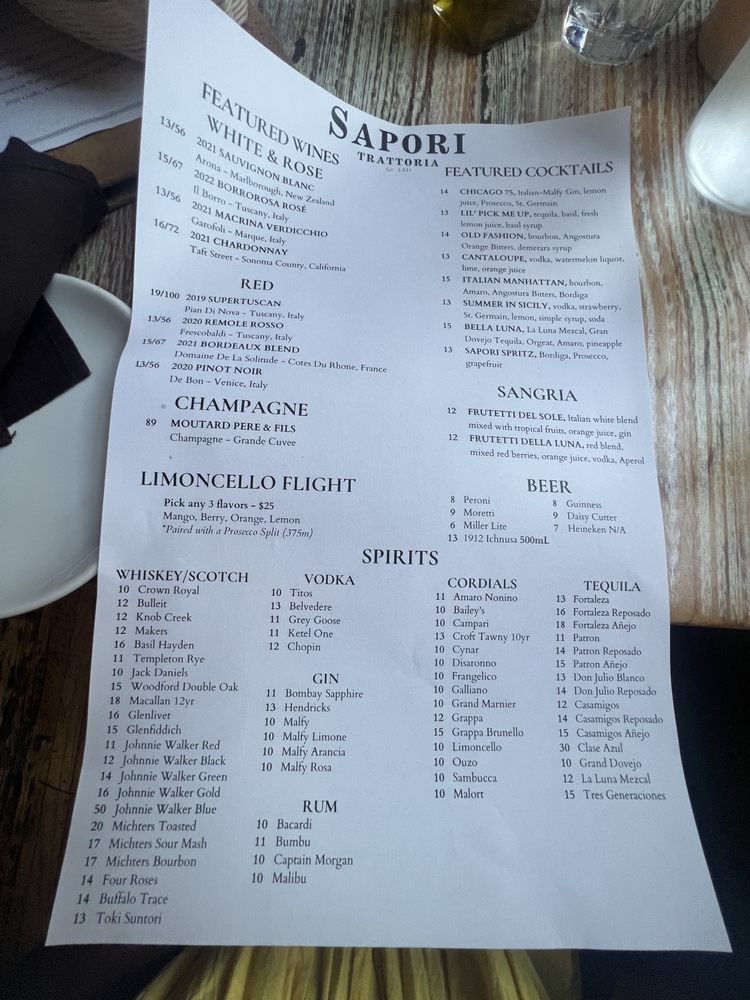 SAPORI
TRATTORIA
FEATURED WINES
WHITE & ROSE
13/56 2021 SAUVIGNON BLANC
Arona - Marlborough, New Zealand
15/67 2022 BORROROSA ROSÉ
Il Borro - Tuscany, Italy
13/56 2021 MACRINA VERDICCHIO
Garofoli - Marque, Italy
16/72 2021 CHARDONNAY
Taft Street - Sonoma County, California
RED
19/100 2019 SUPERTUSCAN
Pian Di Nova - Tuscany, Italy
13/56 2020 REMOLE ROSSO
Frescobaldi - Tuscany, Italy
15/67 2021 BORDEAUX BLEND
Domaine De La Solitude - Cotes Du Rhone, France
13/56 2020 PINOT NOIR
De Bon - Venice, Italy
CHAMPAGNE
89 MOUTARD PERE & FILS
Champagne - Grande Cuvee
LIMONCELLO FLIGHT
Pick any 3 flavors - $25
Mango, Berry, Orange, Lemon
*Paired with a Prosecco Split (375m)
FEATURED COCKTAILS
14 CHICAGO 75, Italian-Malfy Gin, lemon
juice, Prosecco, St. Germain
13 LIL' PICK ME UP, tequila, basil, fresh
lemon juice, basil syrup
14 OLD FASHION, bourbon, Angostura
Orange Bitters, demerara syrup
13 CANTALOUPE, vodka, watermelon liquor,
lime, orange juice
15 ITALIAN MANHATTAN, bourbon,
Amaro, Angostura Bitters, Bordiga
13 SUMMER IN SICILY, vodka, strawberry,
St. Germain, lemon, simple syrup, soda
15 BELLA LUNA, La Luna Mezcal, Gran
Dovejo Tequila, Orgeat, Amaro, pineapple
13 SAPORI SPRITZ, Bordiga, Prosecco,
grapefruit
SANGRIA
12 FRUTETTI DEL SOLE, Italian white blend
mixed with tropical fruits, orange juice, gin
12 FRUTETTI DELLA LUNA, red blend,
mixed red berries, orange juice, vodka, Aperol
BEER
8 Peroni
9 Moretti
6 Miller Lite
13 1912 Ichnusa 500mL
8 Guinness
9 Daisy Cutter
7 Heineken N/A
SPIRITS
WHISKEY/SCOTCH
10 Crown Royal
12 Bulleit
12 Knob Creek
12 Makers
16 Basil Hayden
11 Templeton Rye
10 Jack Daniels
15 Woodford Double Oak
18 Macallan 12yr
16 Glenlivet
15 Glenfiddich
11 Johnnie Walker Red
12 Johnnie Walker Black
14 Johnnie Walker Green
16 Johnnie Walker Gold
50 Johnnie Walker Blue
20 Michters Toasted
17 Michters Sour Mash
17 Michters Bourbon
14 Four Roses
14 Buffalo Trace
13 Toki Suntori
VODKA
10 Titos
13 Belvedere
11 Grey Goose
11 Ketel One
12 Chopin
GIN
11 Bombay Sapphire
13 Hendricks
10 Malfy
10 Malfy Limone
10 Malfy Arancia
10 Malfy Rosa
RUM
10 Bacardi
11 Bumbu
10 Captain Morgan
10 Malibu
CORDIALS
11 Amaro Nonino
10 Bailey's
10 Campari
13 Croft Tawny 10yr
10 Cynar
10 Disaronno
10 Frangelico
10 Galliano
10 Grand Marnier
12 Grappa
15 Grappa Brunello
10 Limoncello
10 Ouzo
10 Sambucca
10 Malort
TEQUILA
13 Fortaleza
16 Fortaleza Reposado
18 Fortaleza Añejo
11 Patron
14 Patron Reposado
15 Patron Añejo
13 Don Julio Blanco
14 Don Julio Reposado
12 Casamigos
14 Casamigos Reposado
15 Casamigos Añejo
30 Clase Azul
10 Grand Dovejo
12 La Luna Mezcal
15 Tres Generaciones